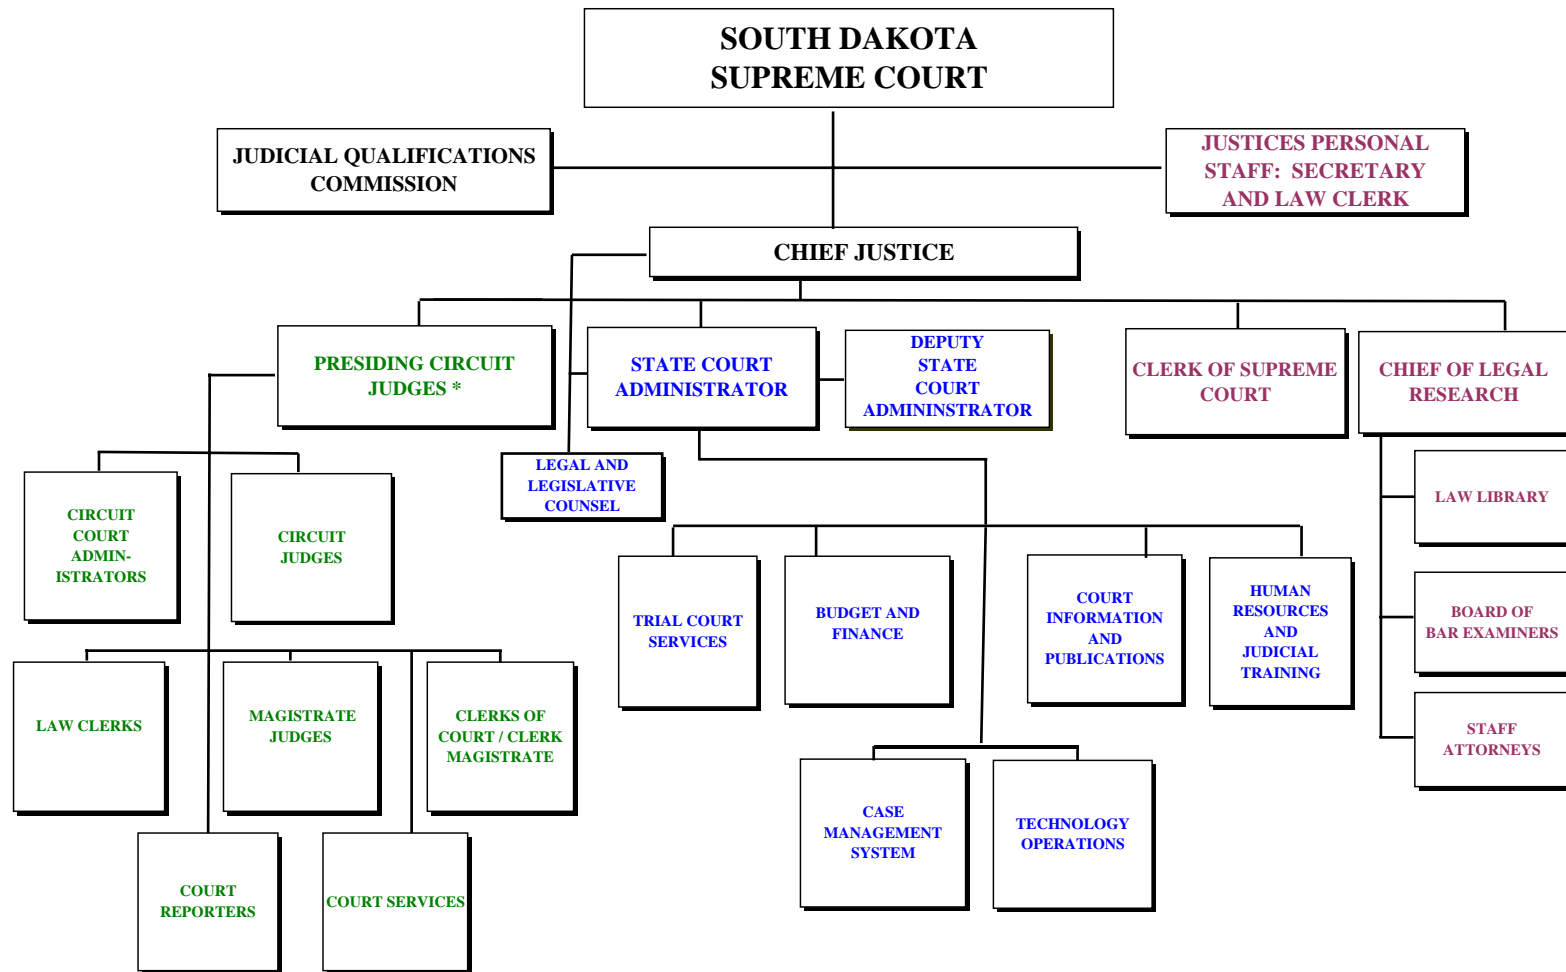 SOUTH DAKOTA
SUPREME COURT
JUDICIAL QUALIFICATIONS
COMMISSION
JUSTICES PERSONAL
STAFF: SECRETARY
AND LAW CLERK
CHIEF JUSTICE
PRESIDING CIRCUIT
JUDGES *
STATE COURT
ADMINISTRATOR
DEPUTY
STATE
COURT
ADMININSTRATOR
CLERK OF SUPREME
COURT
CHIEF OF LEGAL
RESEARCH
LEGAL AND
LEGISLATIVE
COUNSEL
LAW LIBRARY
CIRCUIT
COURT
ADMIN-
ISTRATORS
CIRCUIT
JUDGES
TRIAL COURT
SERVICES
BUDGET AND
FINANCE
COURT
INFORMATION
AND
PUBLICATIONS
HUMAN
RESOURCES
AND
JUDICIAL
TRAINING
BOARD OF
BAR EXAMINERS
LAW CLERKS
MAGISTRATE
JUDGES
CLERKS OF
COURT / CLERK
MAGISTRATE
STAFF
ATTORNEYS
CASE
MANAGEMENT
SYSTEM
TECHNOLOGY
OPERATIONS
COURT
REPORTERS
COURT SERVICES